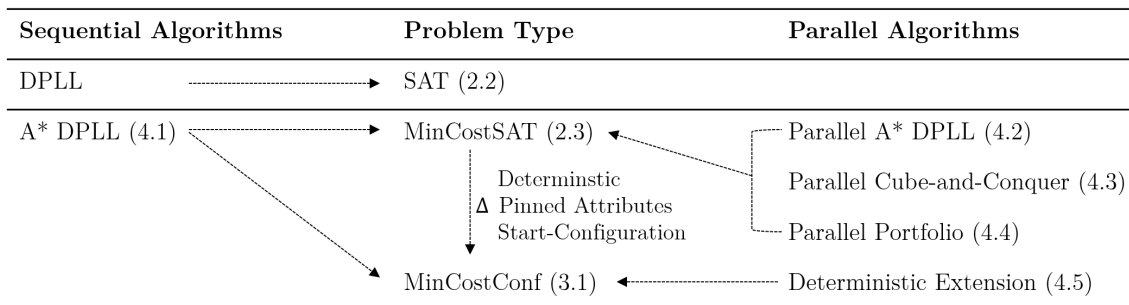 Sequential Algorithms Problem Type Parallel Algorithms
DPLL SAT (2.2)
A* DPLL (4.1) MinCostSAT (2.3) Parallel A* DPLL (4.2)
Determinstic
Parallel Cube-and-Conquer (4.3)
Δ Pinned Attributes
Start-Configuration Parallel Portfolio (4.4)
MinCostConf (3.1) Deterministic Extension (4.5)